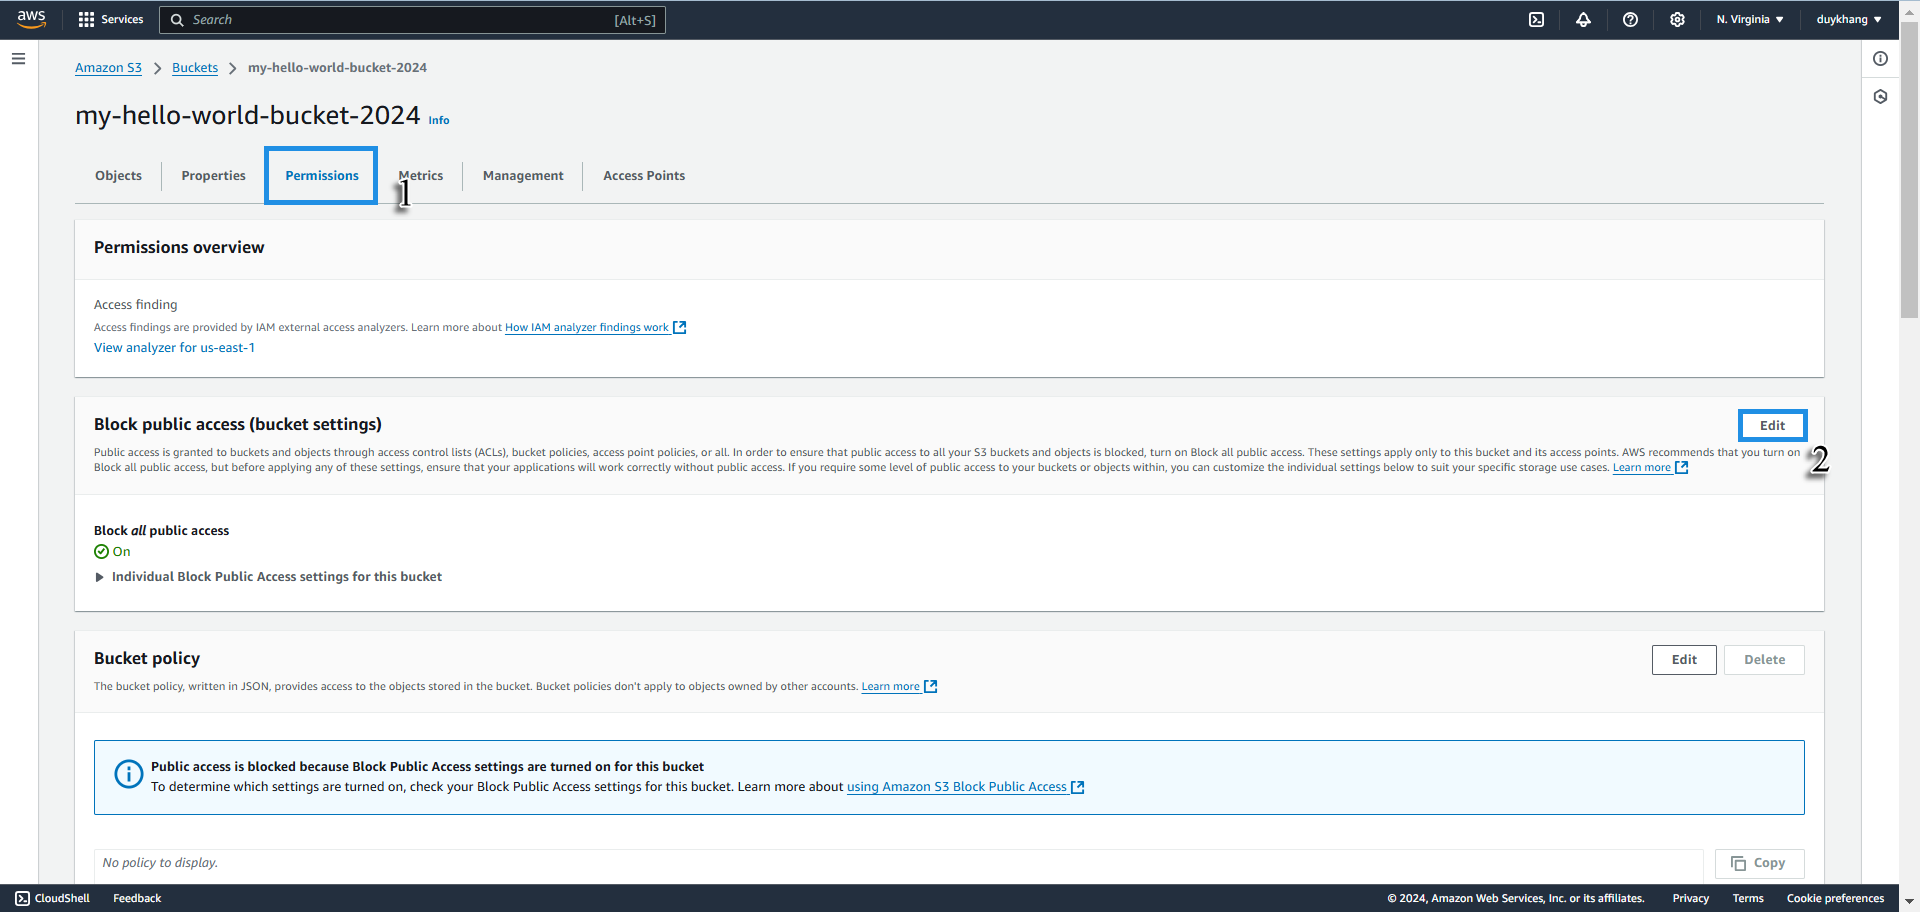 aws Services Search [Alt+S] N. Virginia ▼ duykhang ▼
Amazon S3 > Buckets > my-hello-world-bucket-2024
my-hello-world-bucket-2024 Info
Objects Properties Permissions Metrics Management Access Points
1
Permissions overview
Access finding
Access findings are provided by IAM external access analyzers. Learn more about How IAM analyzer findings work
View analyzer for us-east-1
Block public access (bucket settings) Edit
Public access is granted to buckets and objects through access control lists (ACLs), bucket policies, access point policies, or all. In order to ensure that public access to all your S3 buckets and objects is blocked, turn on Block all public access. These settings apply only to this bucket and its access points. AWS recommends that you turn on
Block all public access, but before applying any of these settings, ensure that your applications will work correctly without public access. If you require some level of public access to your buckets or objects within, you can customize the individual settings below to suit your specific storage use cases. Learn more
2
Block all public access
On
Individual Block Public Access settings for this bucket
Bucket policy Edit Delete
The bucket policy, written in JSON, provides access to the objects stored in the bucket. Bucket policies don't apply to objects owned by other accounts. Learn more
Public access is blocked because Block Public Access settings are turned on for this bucket
To determine which settings are turned on, check your Block Public Access settings for this bucket. Learn more about using Amazon S3 Block Public Access
No policy to display. Copy
CloudShell Feedback © 2024, Amazon Web Services, Inc. or its affiliates. Privacy Terms Cookie preferences